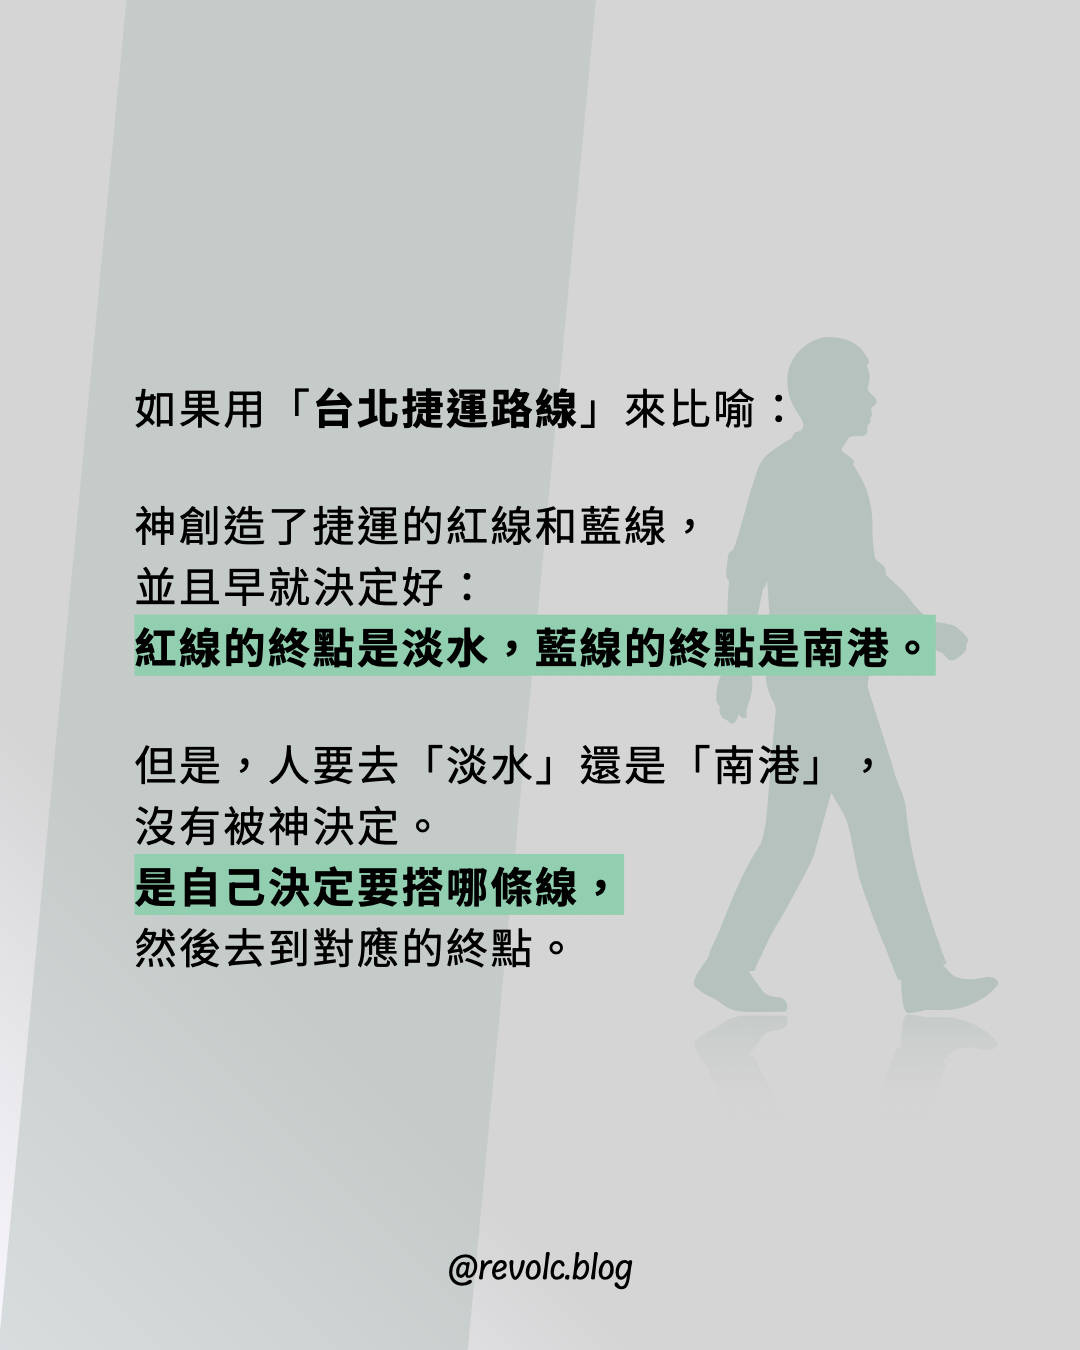 如果用「台北捷運路線」來比喻：
神創造了捷運的紅線和藍線，
並且早就決定好：
紅線的終點是淡水，藍線的終點是南港。
但是，人要去「淡水」還是「南港」，
沒有被神決定。
是自己決定要搭哪條線，
然後去到對應的終點。
@revolc.blog